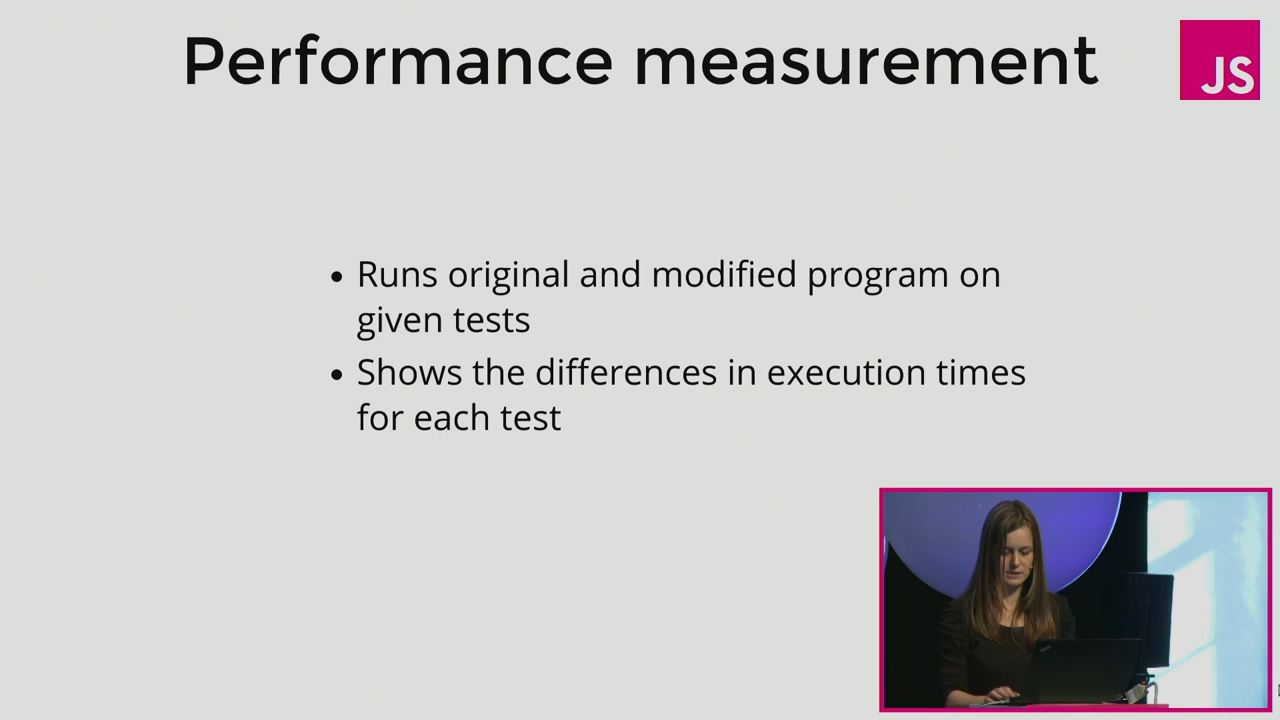 Performance measurement
JS
• Runs original and modified program on
given tests
• Shows the differences in execution times
for each test